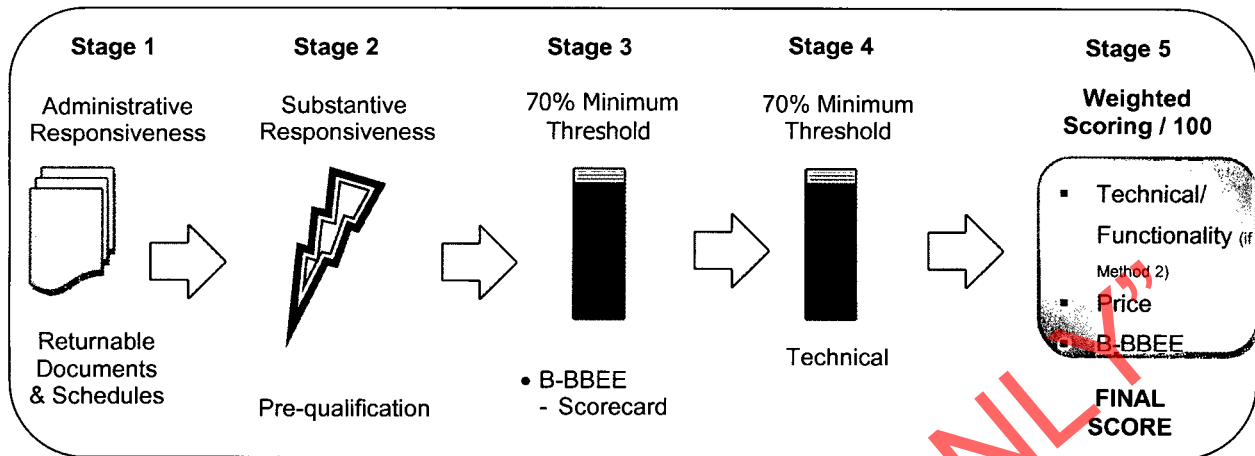 Stage 1
Administrative
Responsiveness
Returnable
Documents
& Schedules
Stage 2
Substantive
Responsiveness
Pre-qualification
Stage 3
70% Minimum
Threshold
• B-BBEE
- Scorecard
Stage 4
70% Minimum
Threshold
Technical
Stage 5
Weighted
Scoring / 100
▪ Technical/
Functionality (if
Method 2)
▪ Price
▪ B-BBEE
FINAL
SCORE
NLY”